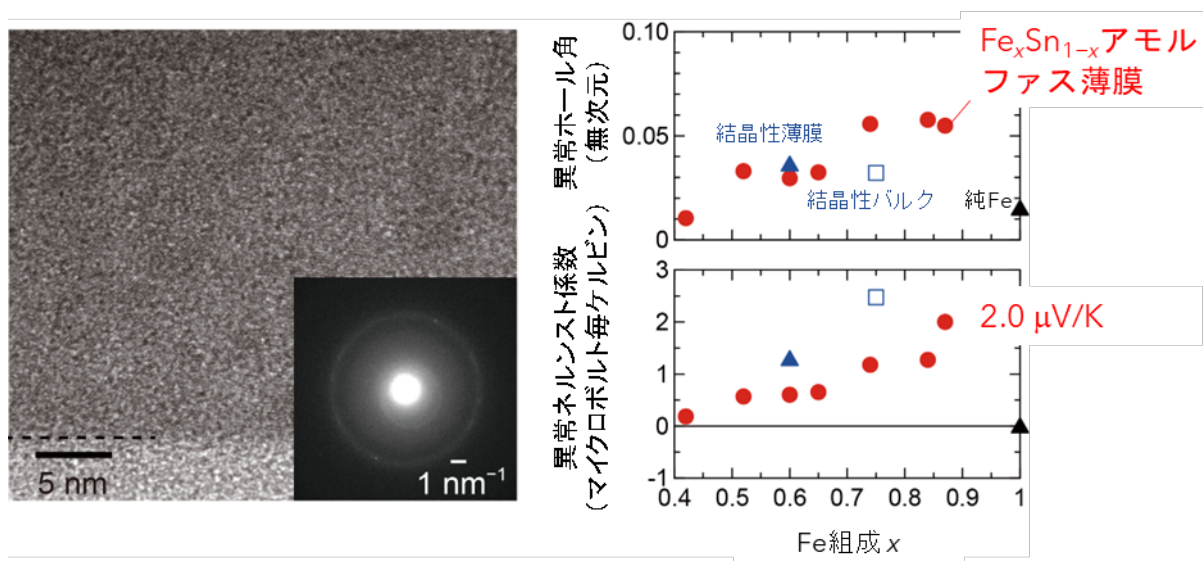 5 nm
1 nm⁻¹
異常ホール角
（無次元）
0.10
0.05
0
FeₓSn₁₋ₓアモル
ファス薄膜
結晶性薄膜
結晶性バルク
純Fe
異常ネルンスト係数
（マイクロボルト毎ケルビン）
3
2
1
0
-1
2.0 μV/K
0.4 0.5 0.6 0.7 0.8 0.9 1
Fe組成 x